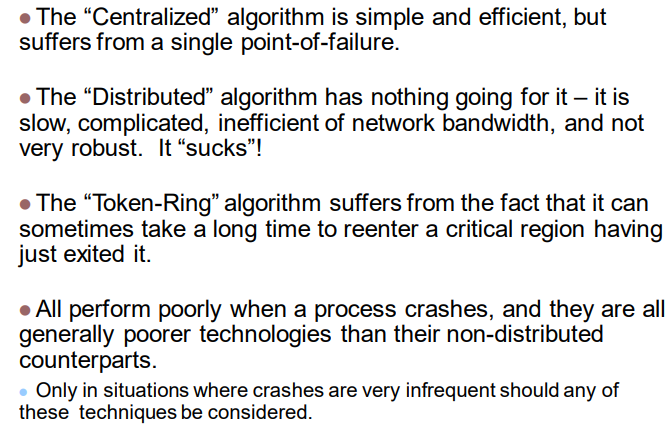 ● The “Centralized” algorithm is simple and efficient, but
suffers from a single point-of-failure.
● The “Distributed” algorithm has nothing going for it – it is
slow, complicated, inefficient of network bandwidth, and not
very robust. It “sucks”!
● The “Token-Ring” algorithm suffers from the fact that it can
sometimes take a long time to reenter a critical region having
just exited it.
● All perform poorly when a process crashes, and they are all
generally poorer technologies than their non-distributed
counterparts.
● Only in situations where crashes are very infrequent should any of
these techniques be considered.